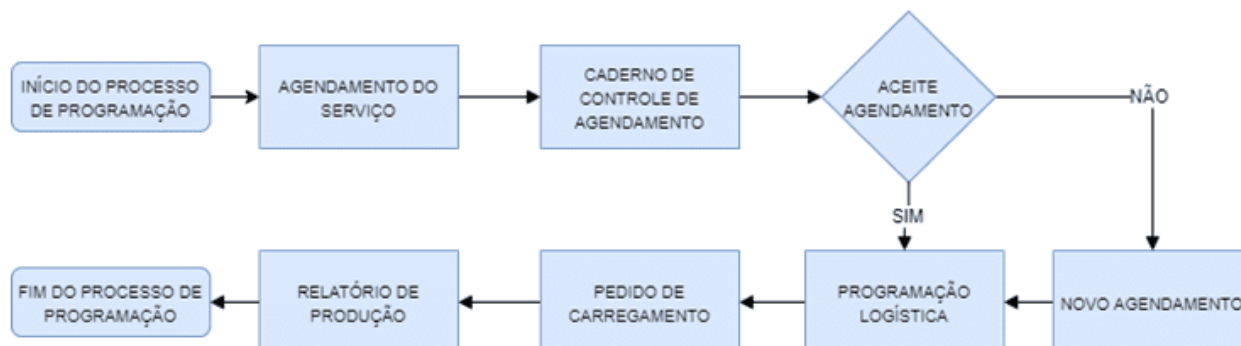 INÍCIO DO PROCESSO
DE PROGRAMAÇÃO
AGENDAMENTO DO
SERVIÇO
CADERNO DE
CONTROLE DE
AGENDAMENTO
ACEITE
AGENDAMENTO
NÃO
SIM
NOVO AGENDAMENTO
PROGRAMAÇÃO
LOGÍSTICA
PEDIDO DE
CARREGAMENTO
RELATÓRIO DE
PRODUÇÃO
FIM DO PROCESSO DE
PROGRAMAÇÃO